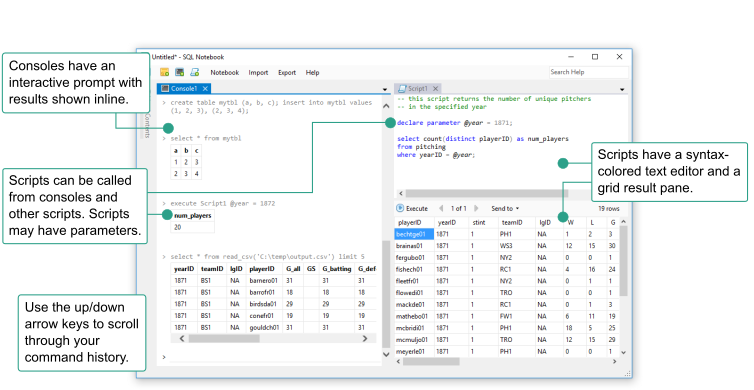 Untitled* - SQL Notebook
Consoles have an
interactive prompt with
results shown inline.
Notebook Import Export Help
Search Help
Console1
> create table mytbl (a, b, c); insert into mytbl values
(1, 2, 3), (2, 3, 4);
> select * from mytbl
a b c
1 2 3
2 3 4
Scripts can be called
from consoles and
other scripts. Scripts
may have parameters.
> execute Script1 @year = 1872
num_players
20
> select * from read_csv('C:\temp\output.csv') limit 5
yearID teamID lgID playerID G_all GS G_batting G_def
1871 BS1 NA barnero01 31 31 31
1871 BS1 NA barrofr01 18 18 18
1871 BS1 NA birdsda01 29 29 29
1871 BS1 NA conefr01 19 19 19
1871 BS1 NA gouldch01 31 31 31
>
Use the up/down
arrow keys to scroll
through your
command history.
Script1
-- this script returns the number of unique pitchers
-- in the specified year
declare parameter @year = 1871;
select count(distinct playerID) as num_players
from pitching
where yearID = @year;
Scripts have a syntax-
colored text editor and a
grid result pane.
Execute 1 of 1 Send to 19 rows
playerID yearID stint teamID lgID W L G
bechtge01 1871 1 PH1 NA 1 2 3
brainas01 1871 1 WS3 NA 12 15 30
fergubo01 1871 1 NY2 NA 0 0 1
fishech01 1871 1 RC1 NA 4 16 24
fleetfr01 1871 1 NY2 NA 0 1 1
flowedi01 1871 1 TRO NA 0 0 1
mackde01 1871 1 RC1 NA 0 1 3
mathebo01 1871 1 FW1 NA 6 11 19
mcbridi01 1871 1 PH1 NA 18 5 25
mcmuljo01 1871 1 TRO NA 12 15 29
meyerle01 1871 1 PH1 NA 0 0 1